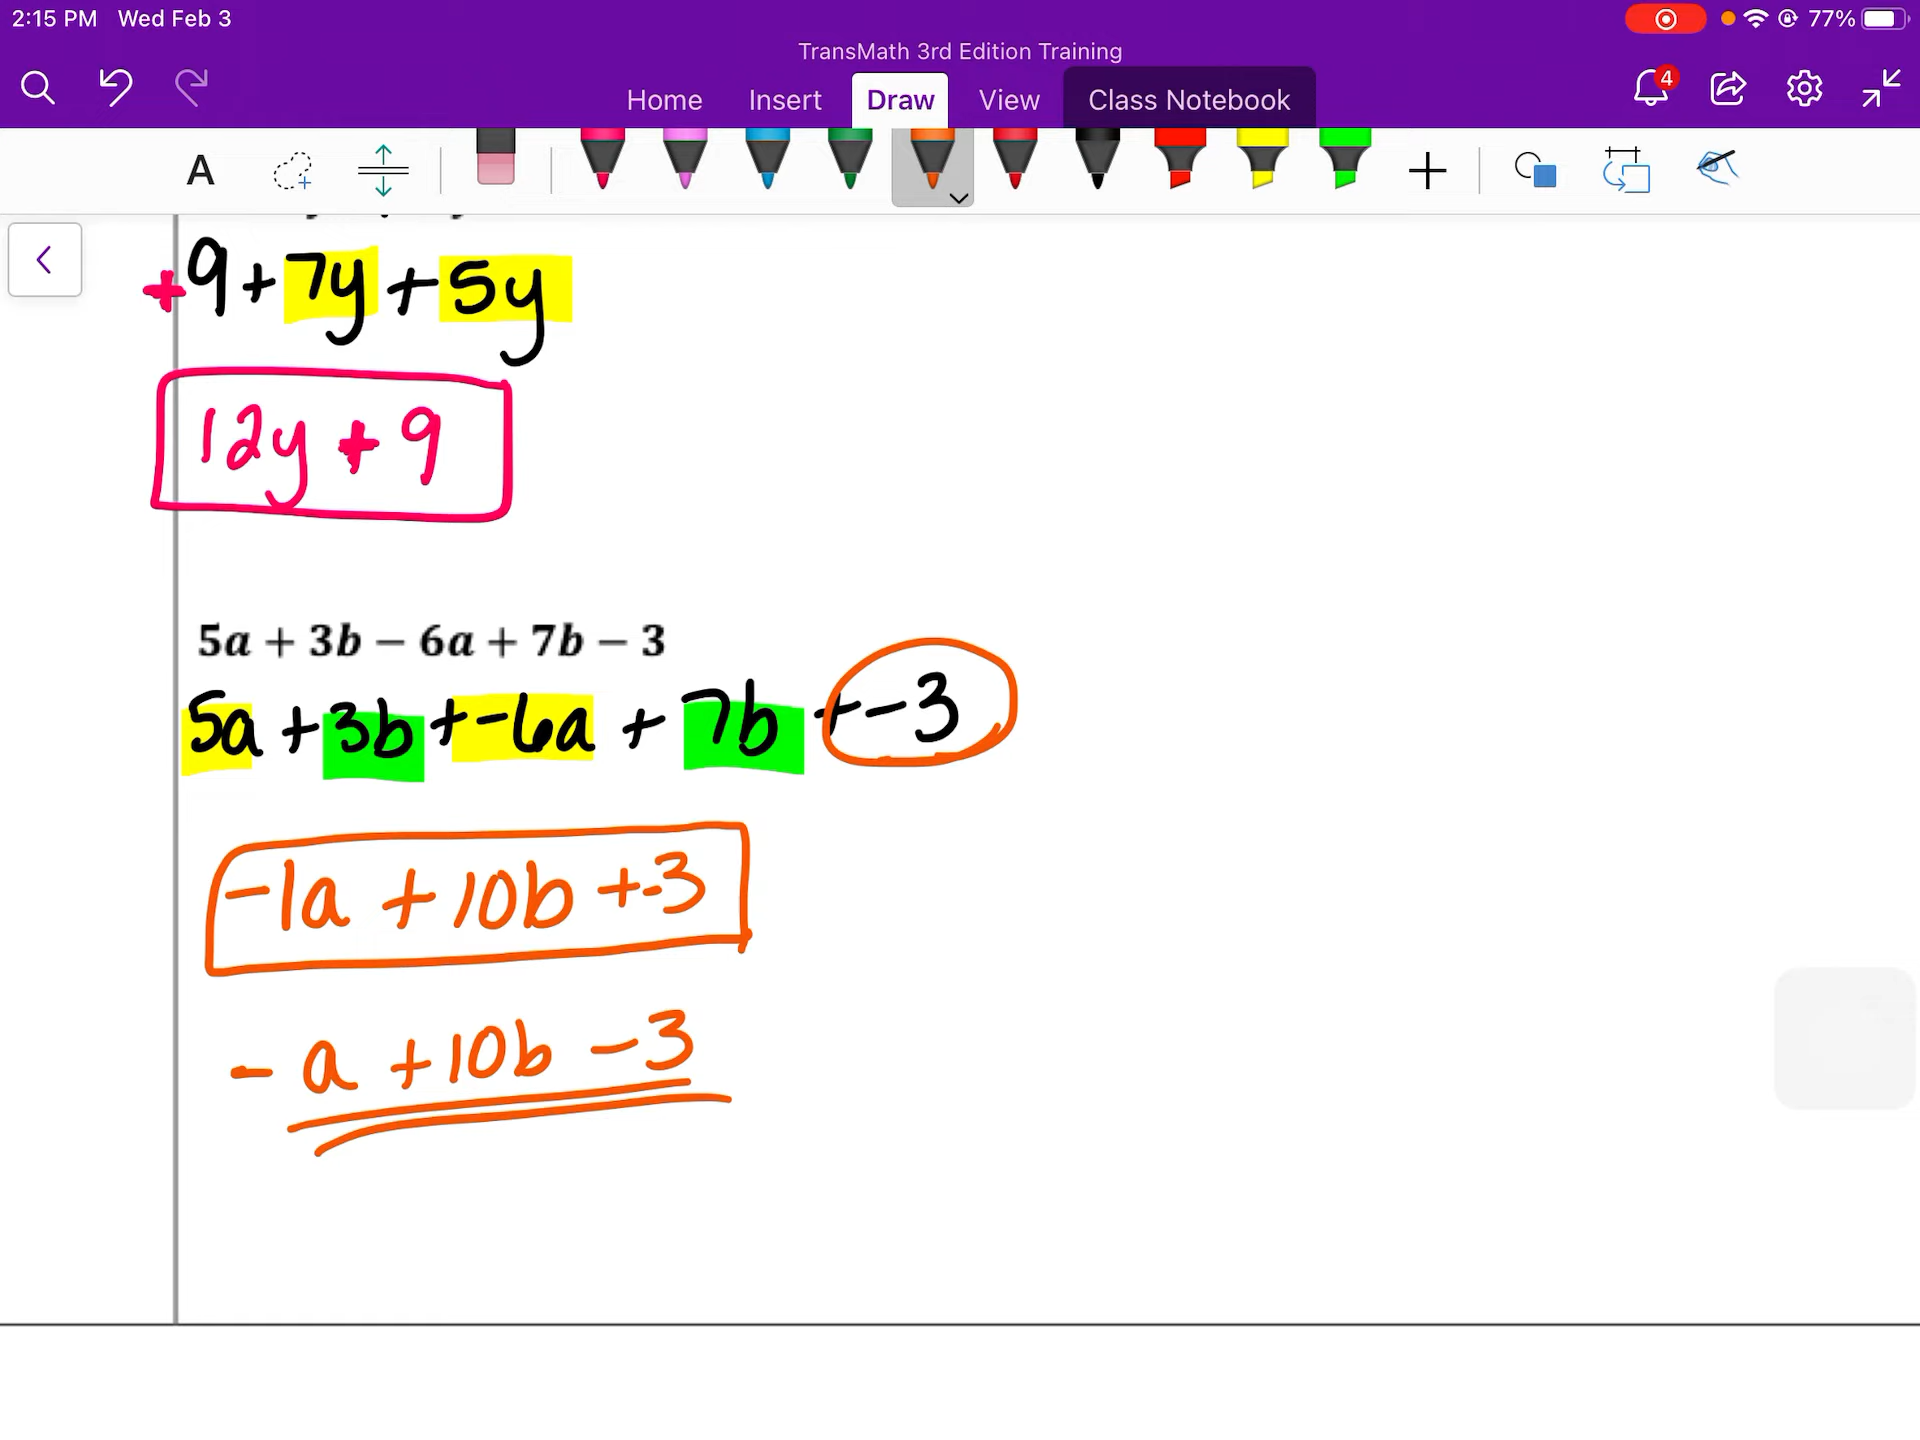 2:15 PM Wed Feb 3 77%
TransMath 3rd Edition Training
Home Insert Draw View Class Notebook 4
A
+9+7y+5y
12y + 9
5a + 3b − 6a + 7b − 3
5a +3b +-6a + 7b +-3
-1a + 10b +-3
- a +10b -3